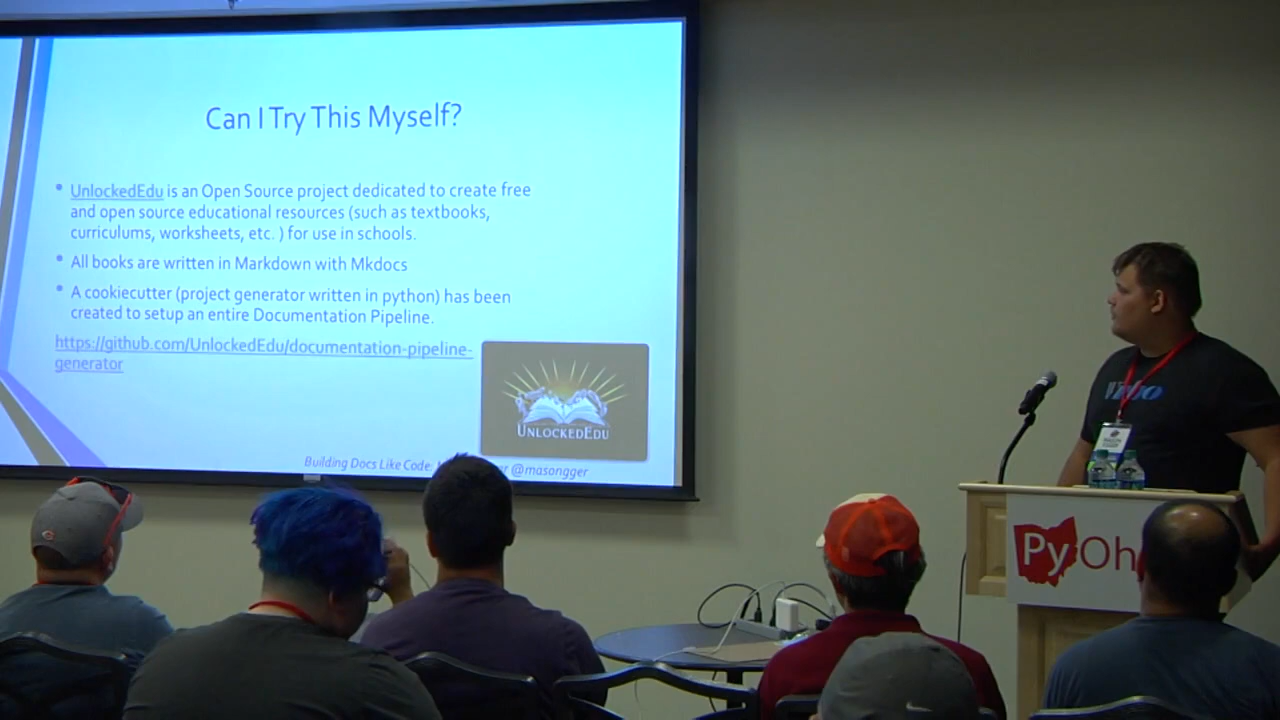 Can I Try This Myself?
• UnlockedEdu is an Open Source project dedicated to create free
and open source educational resources (such as textbooks,
curriculums, worksheets, etc. ) for use in schools.
• All books are written in Markdown with Mkdocs
• A cookiecutter (project generator written in python) has been
created to setup an entire Documentation Pipeline.
https://github.com/UnlockedEdu/documentation-pipeline-
generator
UNLOCKEDEDU
Building Docs Like Code: @masongger
PyOh